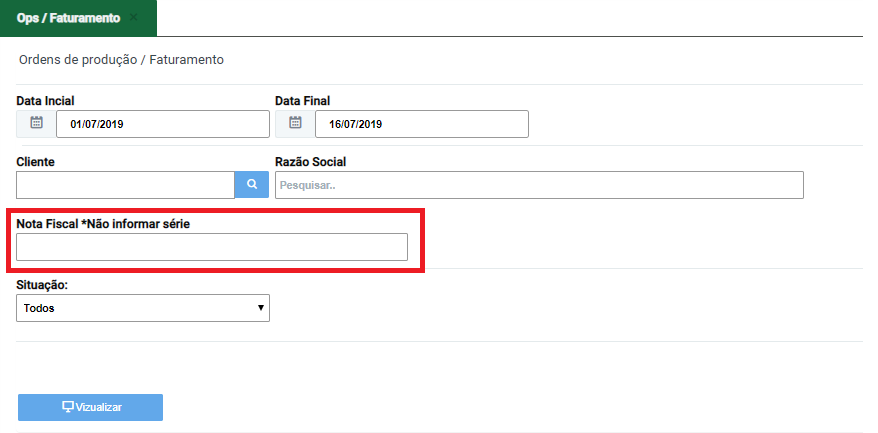 Ops / Faturamento ×
Ordens de produção / Faturamento
Data Incial Data Final
01/07/2019 16/07/2019
Cliente Razão Social
Pesquisar..
Nota Fiscal *Não informar série
Situação:
Todos
Vizualizar